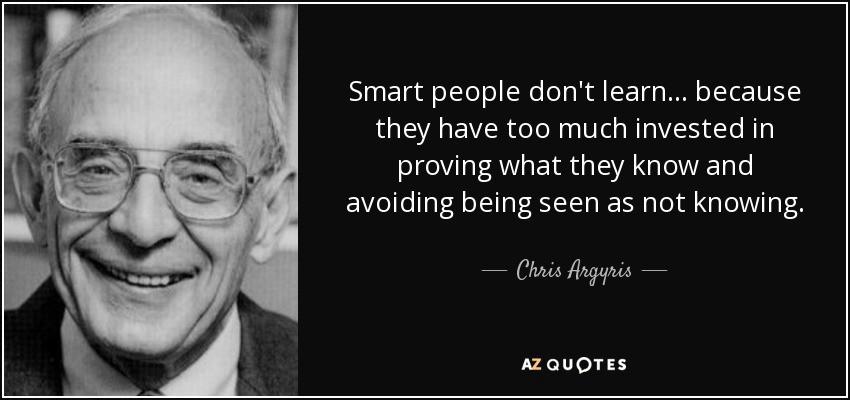 Smart people don't learn... because
they have too much invested in
proving what they know and
avoiding being seen as not knowing.
Chris Argyris
AZ QUOTES